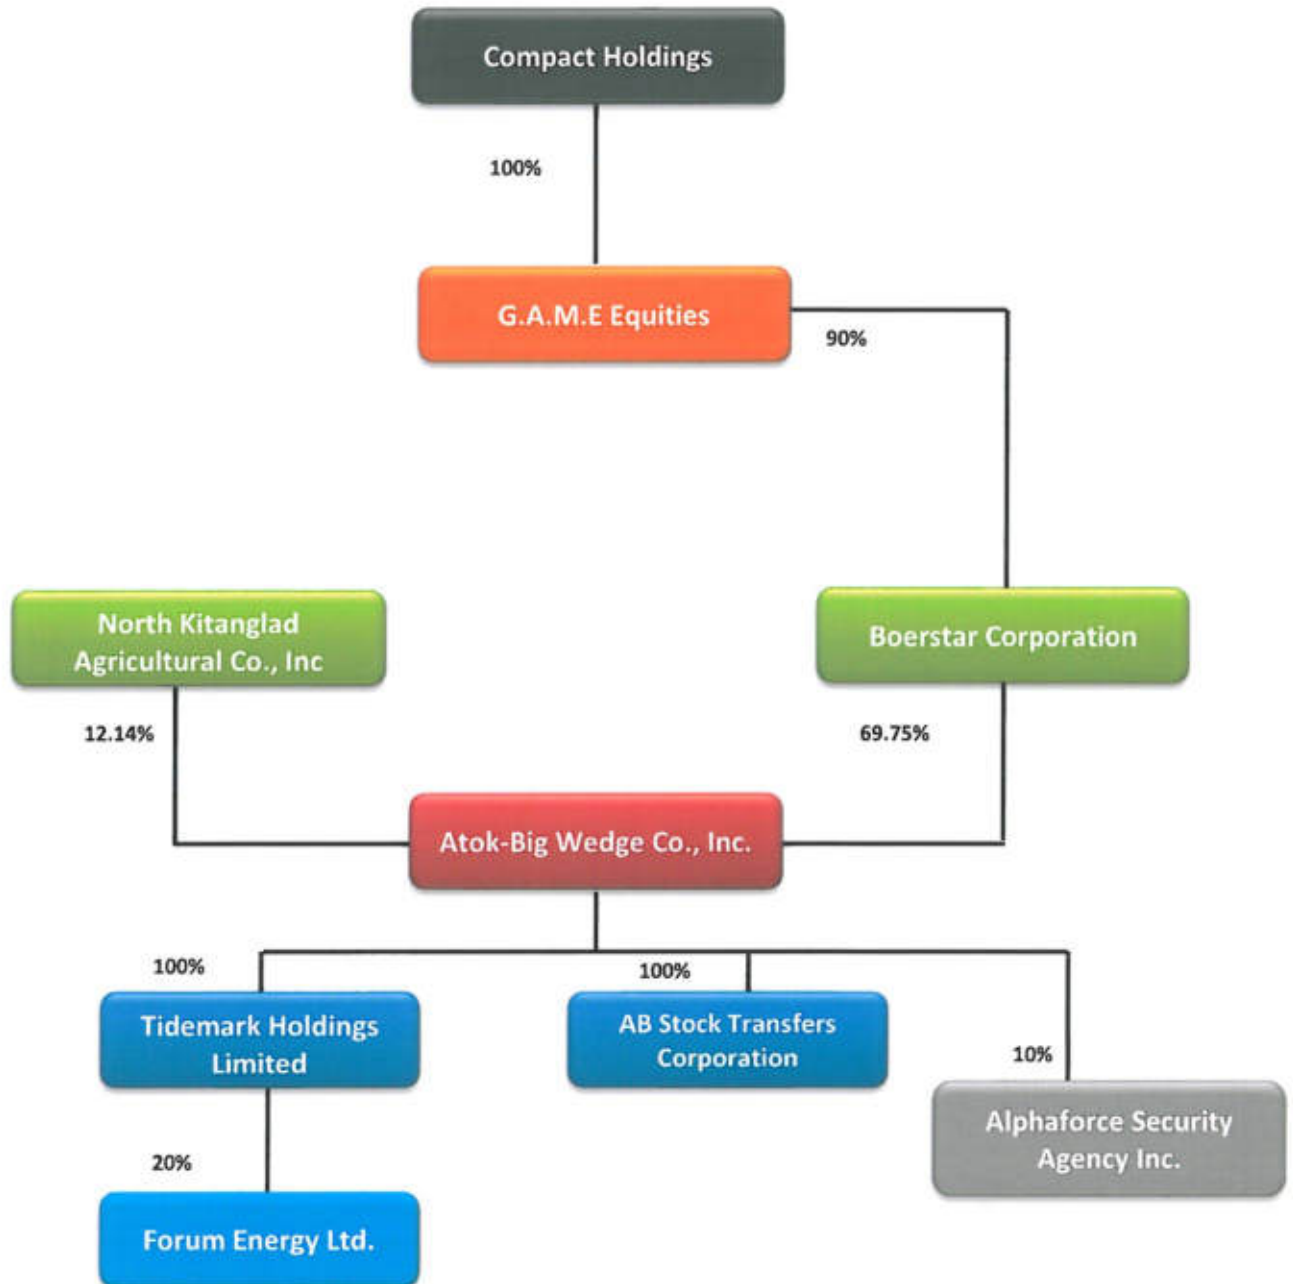 Compact Holdings
100%
G.A.M.E Equities
90%
North Kitanglad
Agricultural Co., Inc
Boerstar Corporation
12.14%
69.75%
Atok-Big Wedge Co., Inc.
100%
100%
Tidemark Holdings
Limited
AB Stock Transfers
Corporation
10%
Alphaforce Security
Agency Inc.
20%
Forum Energy Ltd.